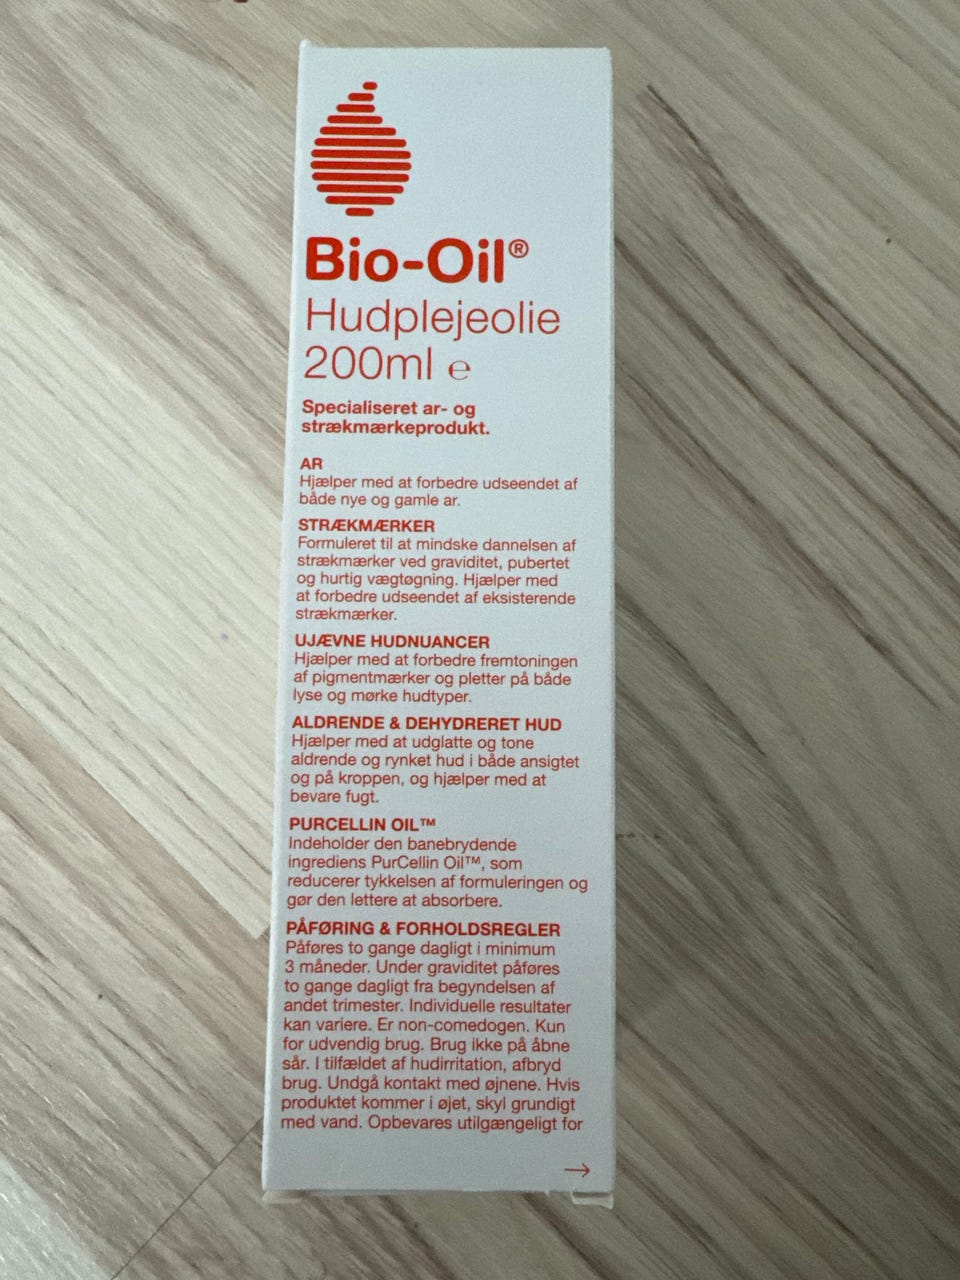 Bio-Oil®
Hudplejeolie
200ml ℮
Specialiseret ar- og
strækmærkeprodukt.
AR
Hjælper med at forbedre udseendet af
både nye og gamle ar.
STRÆKMÆRKER
Formuleret til at mindske dannelsen af
strækmærker ved graviditet, pubertet
og hurtig vægtøgning. Hjælper med
at forbedre udseendet af eksisterende
strækmærker.
UJÆVNE HUDNUANCER
Hjælper med at forbedre fremtoningen
af pigmentmærker og pletter på både
lyse og mørke hudtyper.
ALDRENDE & DEHYDRERET HUD
Hjælper med at udglatte og tone
aldrende og rynket hud i både ansigtet
og på kroppen, og hjælper med at
bevare fugt.
PURCELLIN OIL™
Indeholder den banebrydende
ingrediens PurCellin Oil™, som
reducerer tykkelsen af formuleringen og
gør den lettere at absorbere.
PÅFØRING & FORHOLDSREGLER
Påføres to gange dagligt i minimum
3 måneder. Under graviditet påføres
to gange dagligt fra begyndelsen af
andet trimester. Individuelle resultater
kan variere. Er non-comedogen. Kun
for udvendig brug. Brug ikke på åbne
sår. I tilfældet af hudirritation, afbryd
brug. Undgå kontakt med øjnene. Hvis
produktet kommer i øjet, skyl grundigt
med vand. Opbevares utilgængeligt for
→